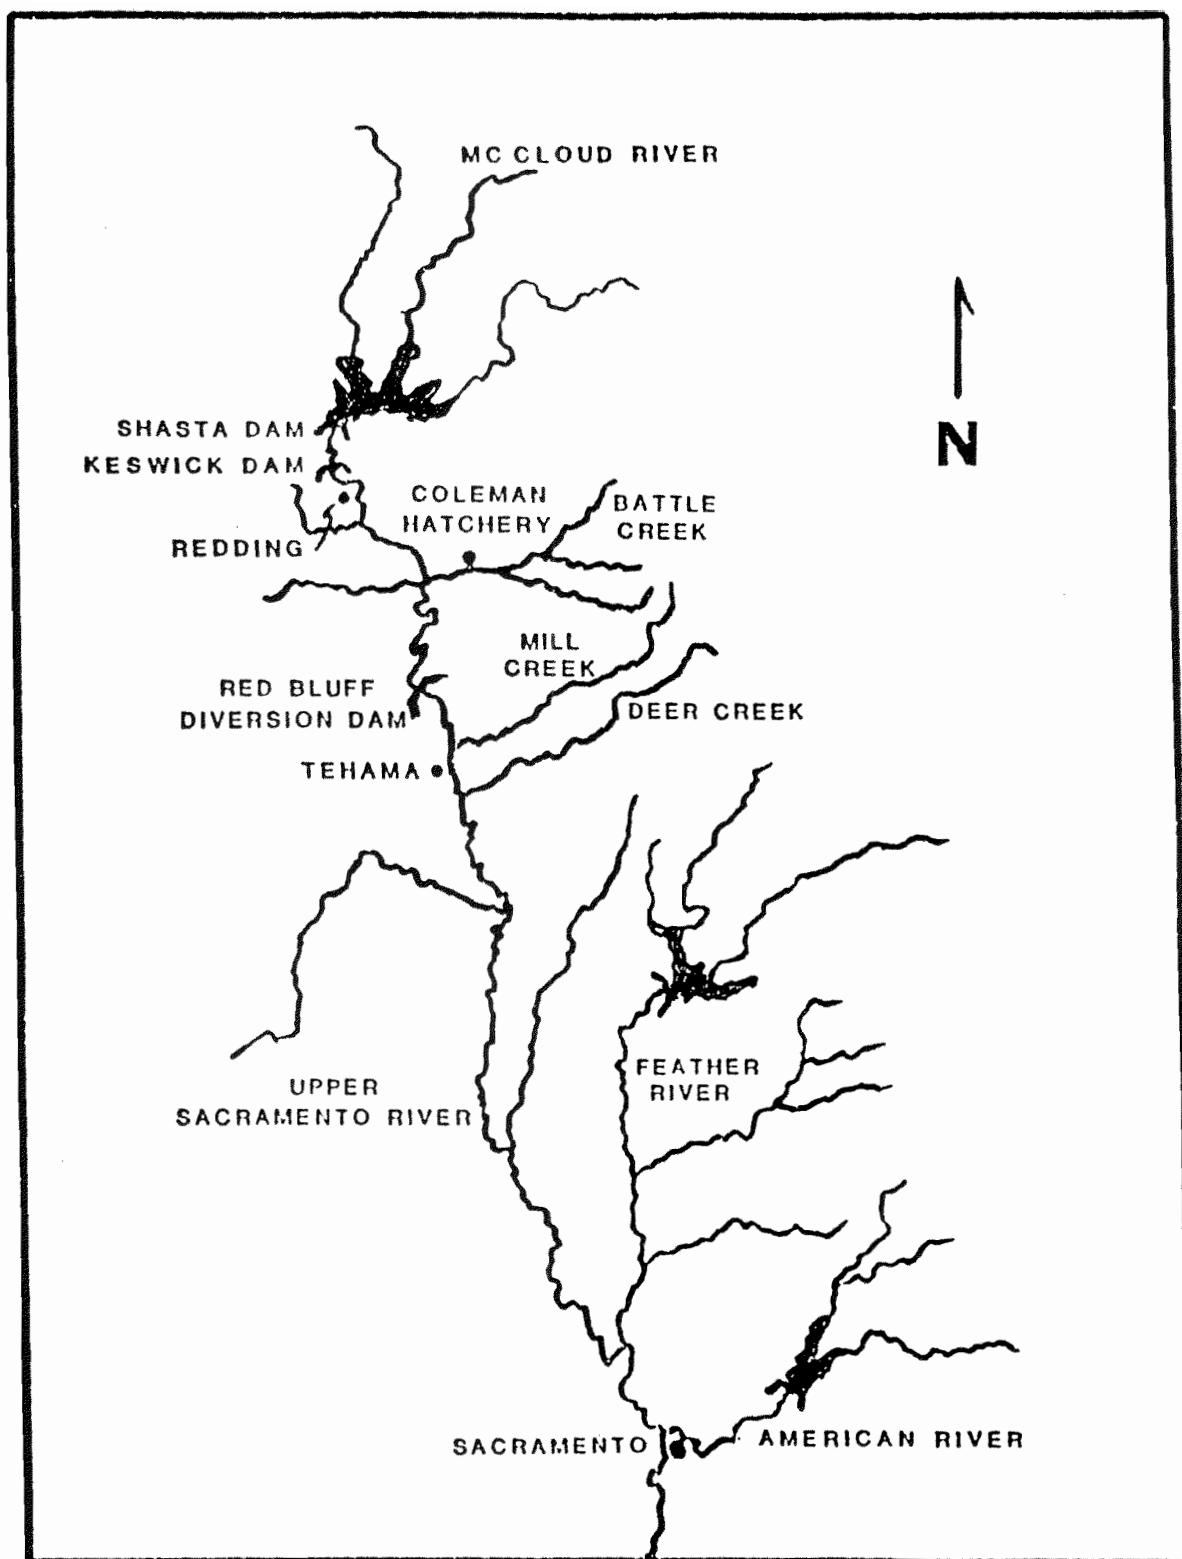 MC CLOUD RIVER
SHASTA DAM
KESWICK DAM
N
COLEMAN
HATCHERY
BATTLE
CREEK
REDDING
MILL
CREEK
RED BLUFF
DIVERSION DAM
DEER CREEK
TEHAMA
FEATHER
RIVER
UPPER
SACRAMENTO RIVER
SACRAMENTO
AMERICAN RIVER